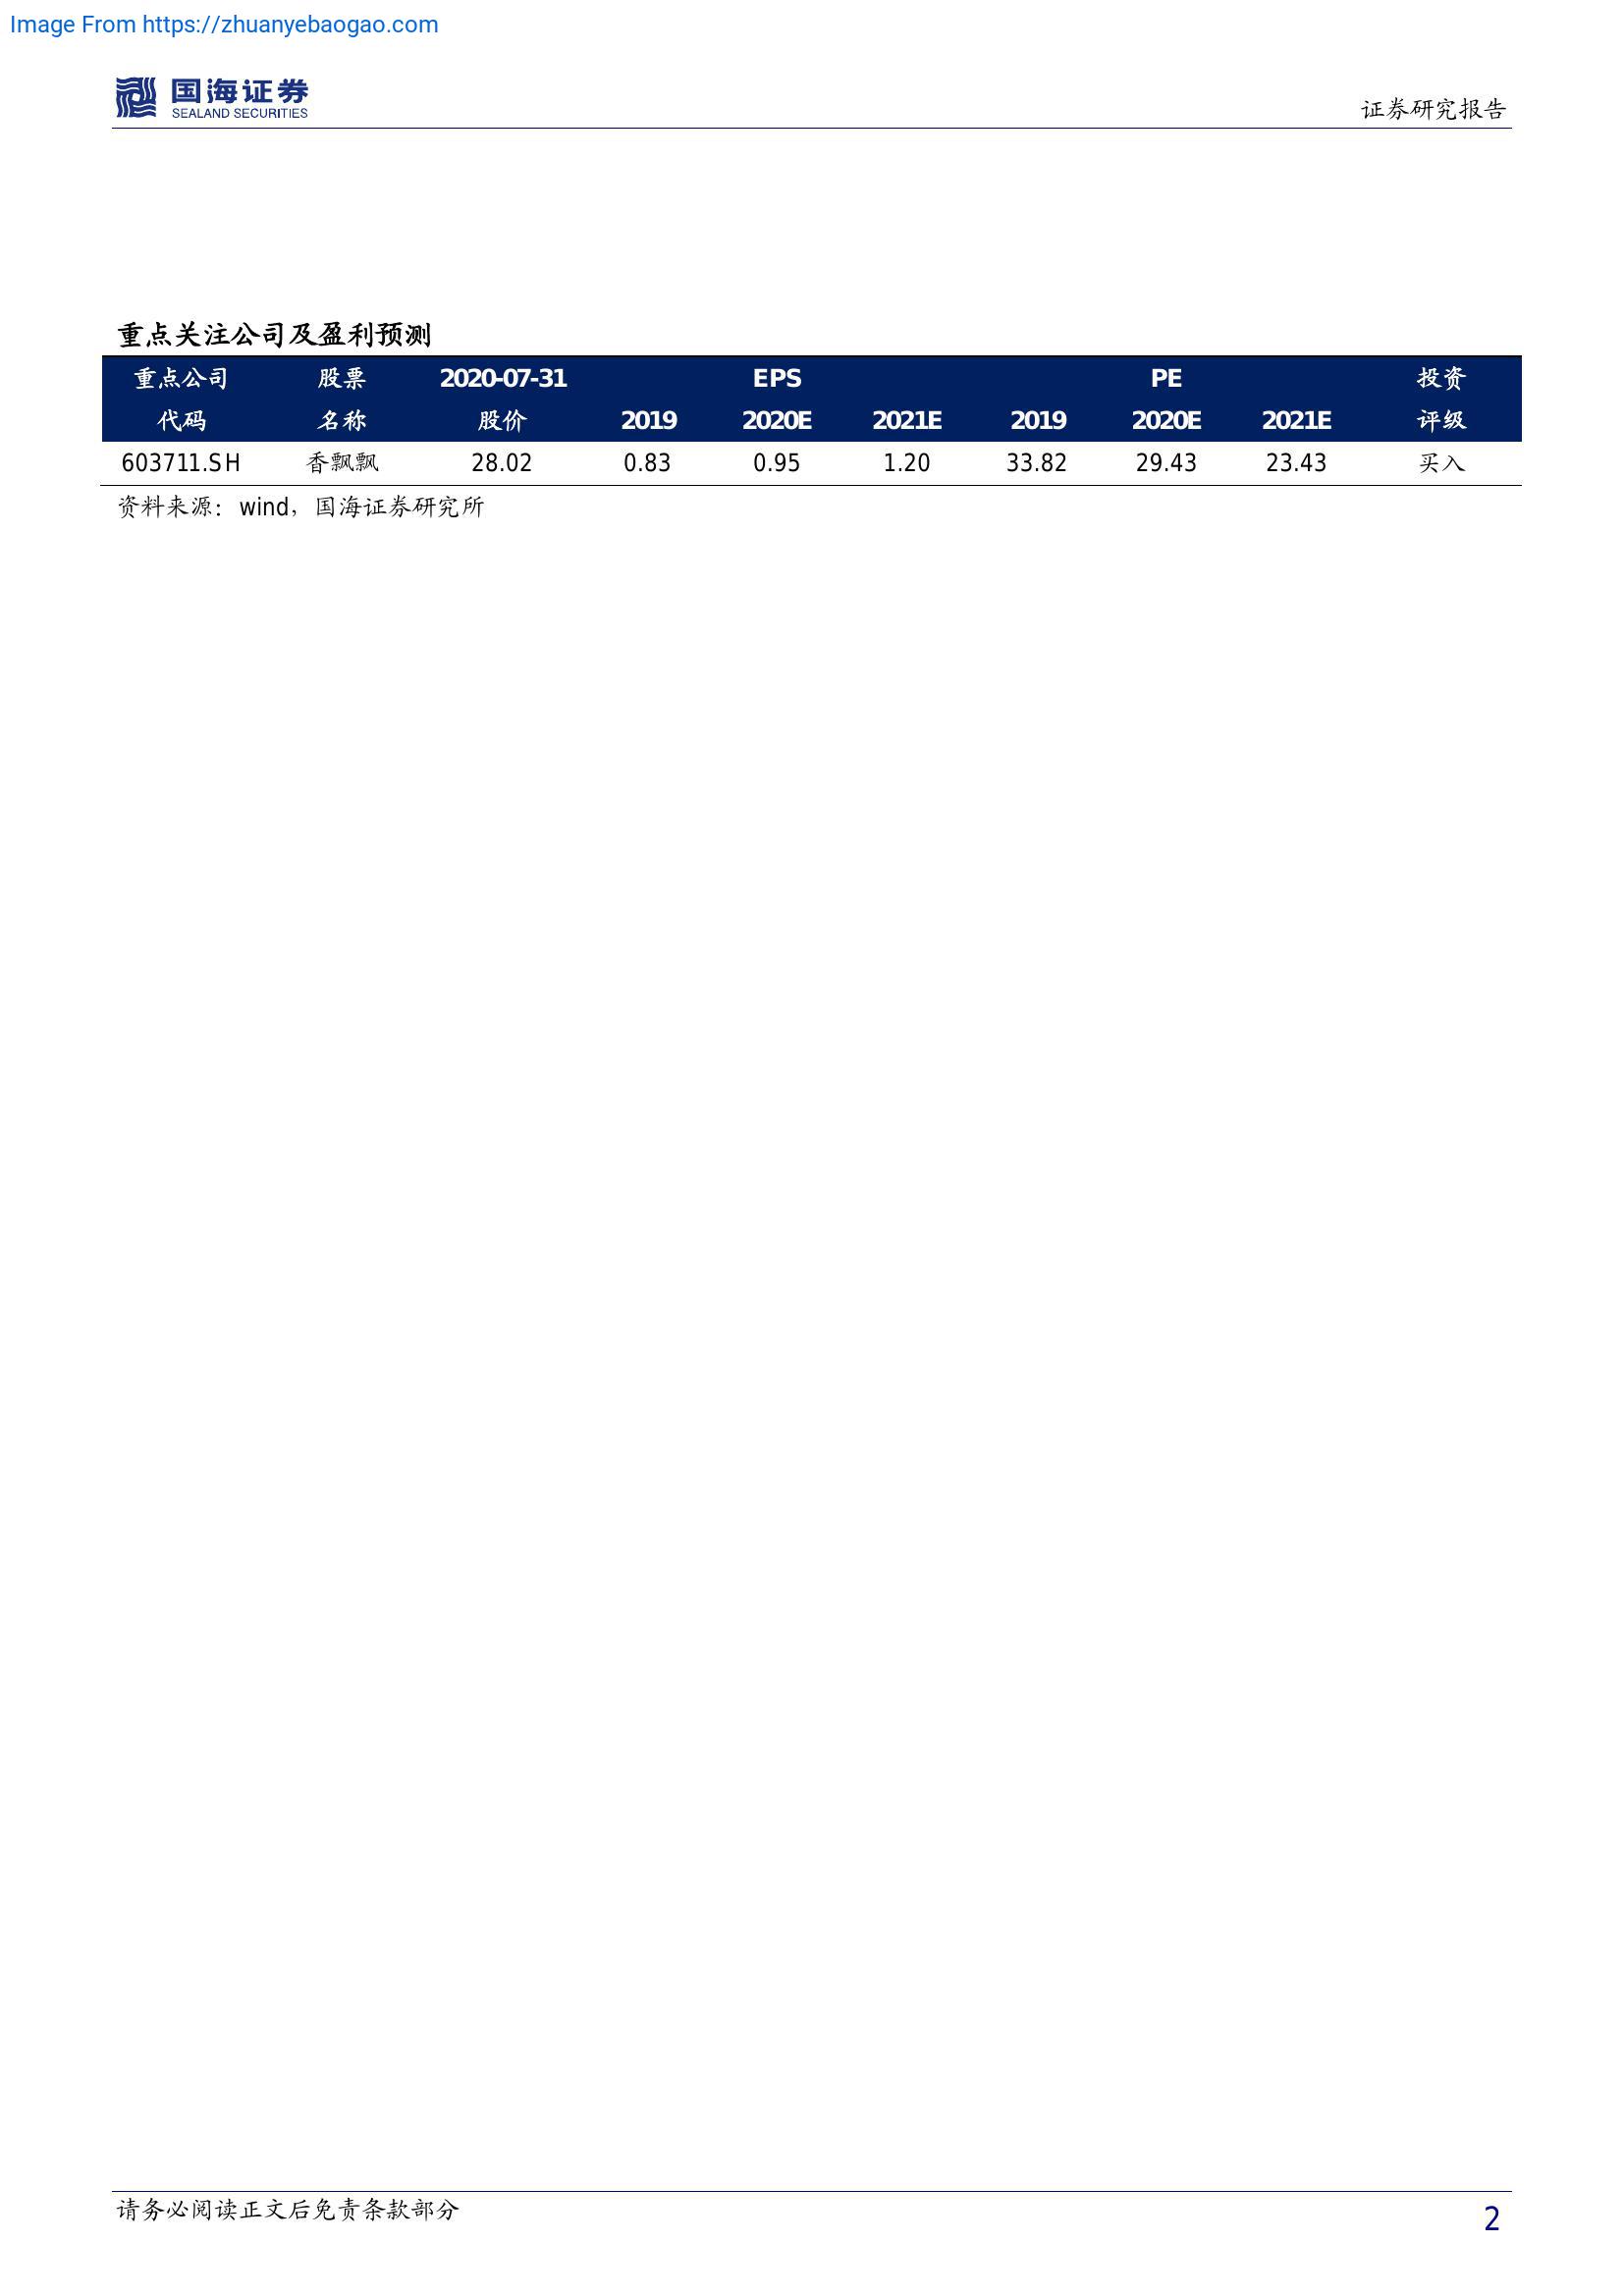 Image From https://zhuanyebaogao.com
国海证券
SEALAND SECURITIES
证券研究报告
重点关注公司及盈利预测
重点公司 股票 2020-07-31 EPS PE 投资
代码 名称 股价 2019 2020E 2021E 2019 2020E 2021E 评级
603711.SH 香飘飘 28.02 0.83 0.95 1.20 33.82 29.43 23.43 买入
资料来源：wind，国海证券研究所
请务必阅读正文后免责条款部分
2